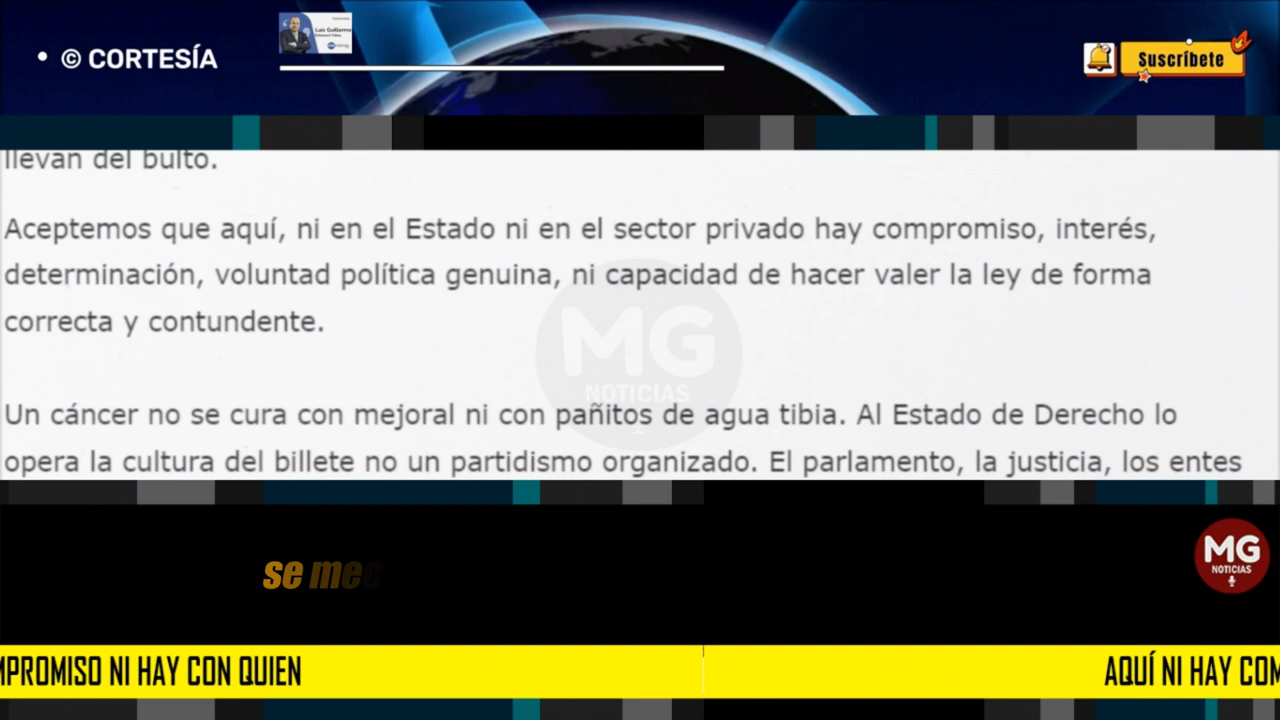 • © CORTESÍA
Luis Guillermo
Suscríbete
llevan del bulto.
Aceptemos que aquí, ni en el Estado ni en el sector privado hay compromiso, interés,
determinación, voluntad política genuina, ni capacidad de hacer valer la ley de forma
correcta y contundente.
MG
NOTICIAS
Un cáncer no se cura con mejoral ni con pañitos de agua tibia. Al Estado de Derecho lo
opera la cultura del billete no un partidismo organizado. El parlamento, la justicia, los entes
se mec
MG
NOTICIAS
MPROMISO NI HAY CON QUIEN
AQUÍ NI HAY COM